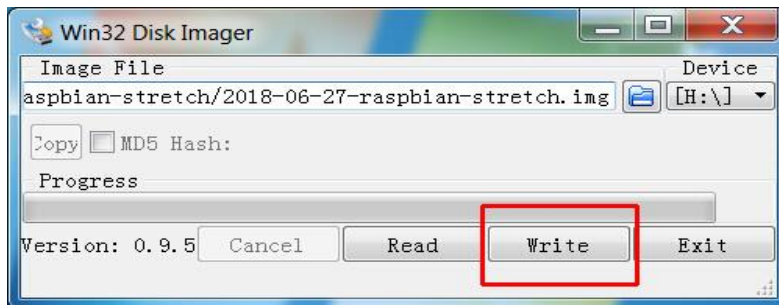 Win32 Disk Imager
Image File Device
aspbian-stretch/2018-06-27-raspbian-stretch.img [H:\]
Copy MD5 Hash:
Progress
Version: 0.9.5 Cancel Read Write Exit